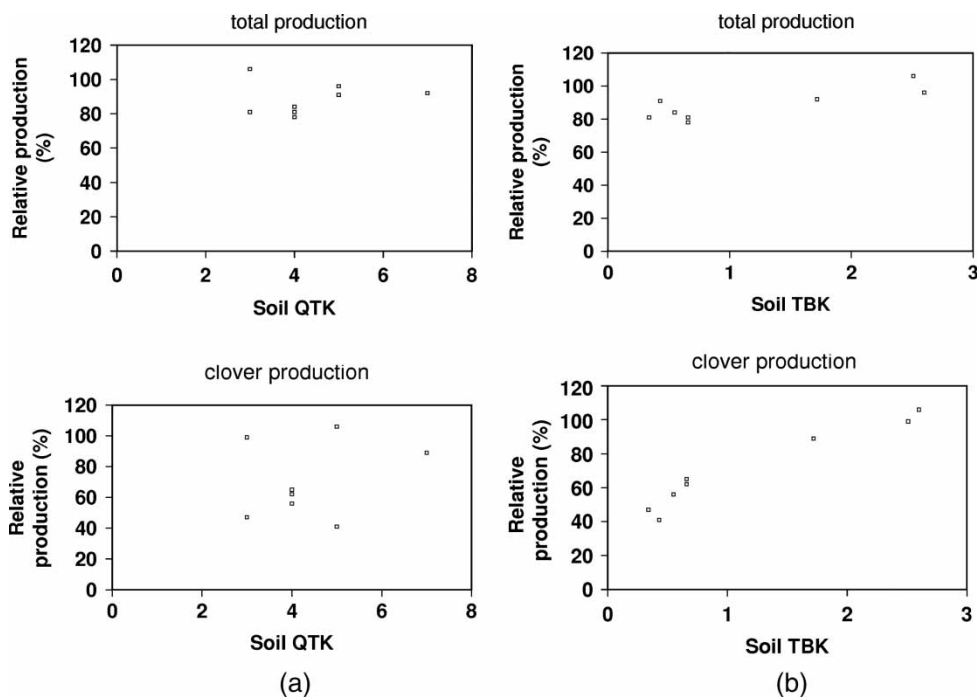 total production
Relative production
(%)
120
100
80
60
40
20
0
0 2 4 6 8
Soil QTK
total production
Relative production
(%)
120
100
80
60
40
20
0
0 1 2 3
Soil TBK
clover production
Relative
production (%)
120
100
80
60
40
20
0
0 2 4 6 8
Soil QTK
(a)
clover production
Relative
production (%)
120
100
80
60
40
20
0
0 1 2 3
Soil TBK
(b)